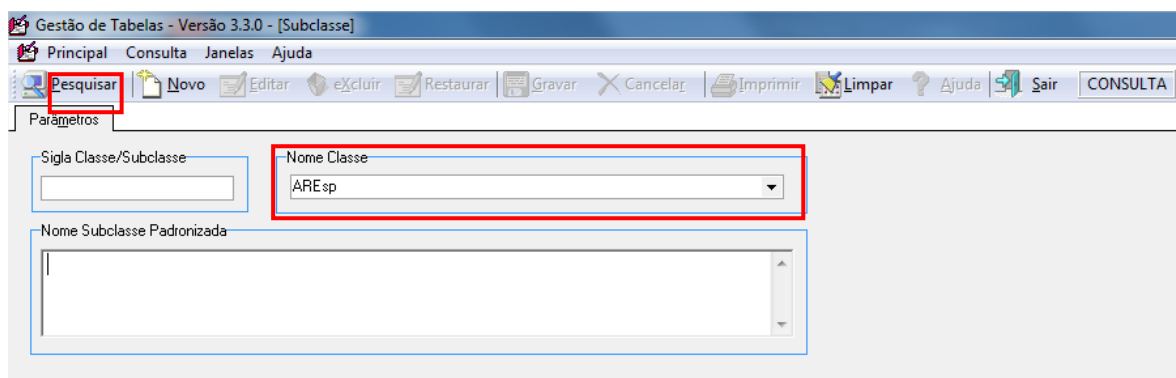 Gestão de Tabelas - Versão 3.3.0 - [Subclasse]
Principal Consulta Janelas Ajuda
Pesquisar Novo Editar eXcluir Restaurar Gravar Cancelar Imprimir Limpar Ajuda Sair CONSULTA
Parâmetros
Sigla Classe/Subclasse Nome Classe
AREsp
Nome Subclasse Padronizada